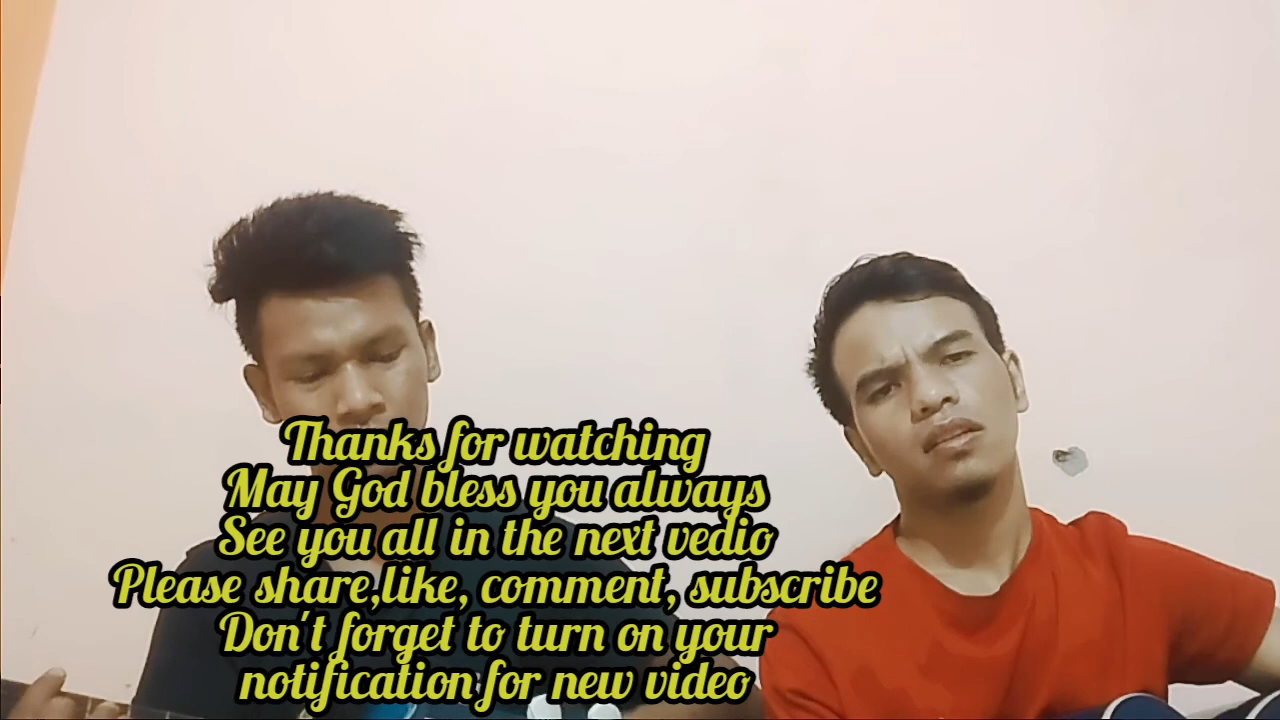 Thanks for watching
May God bless you always
See you all in the next vedio
Please share,like, comment, subscribe
Don't forget to turn on your
notification for new video